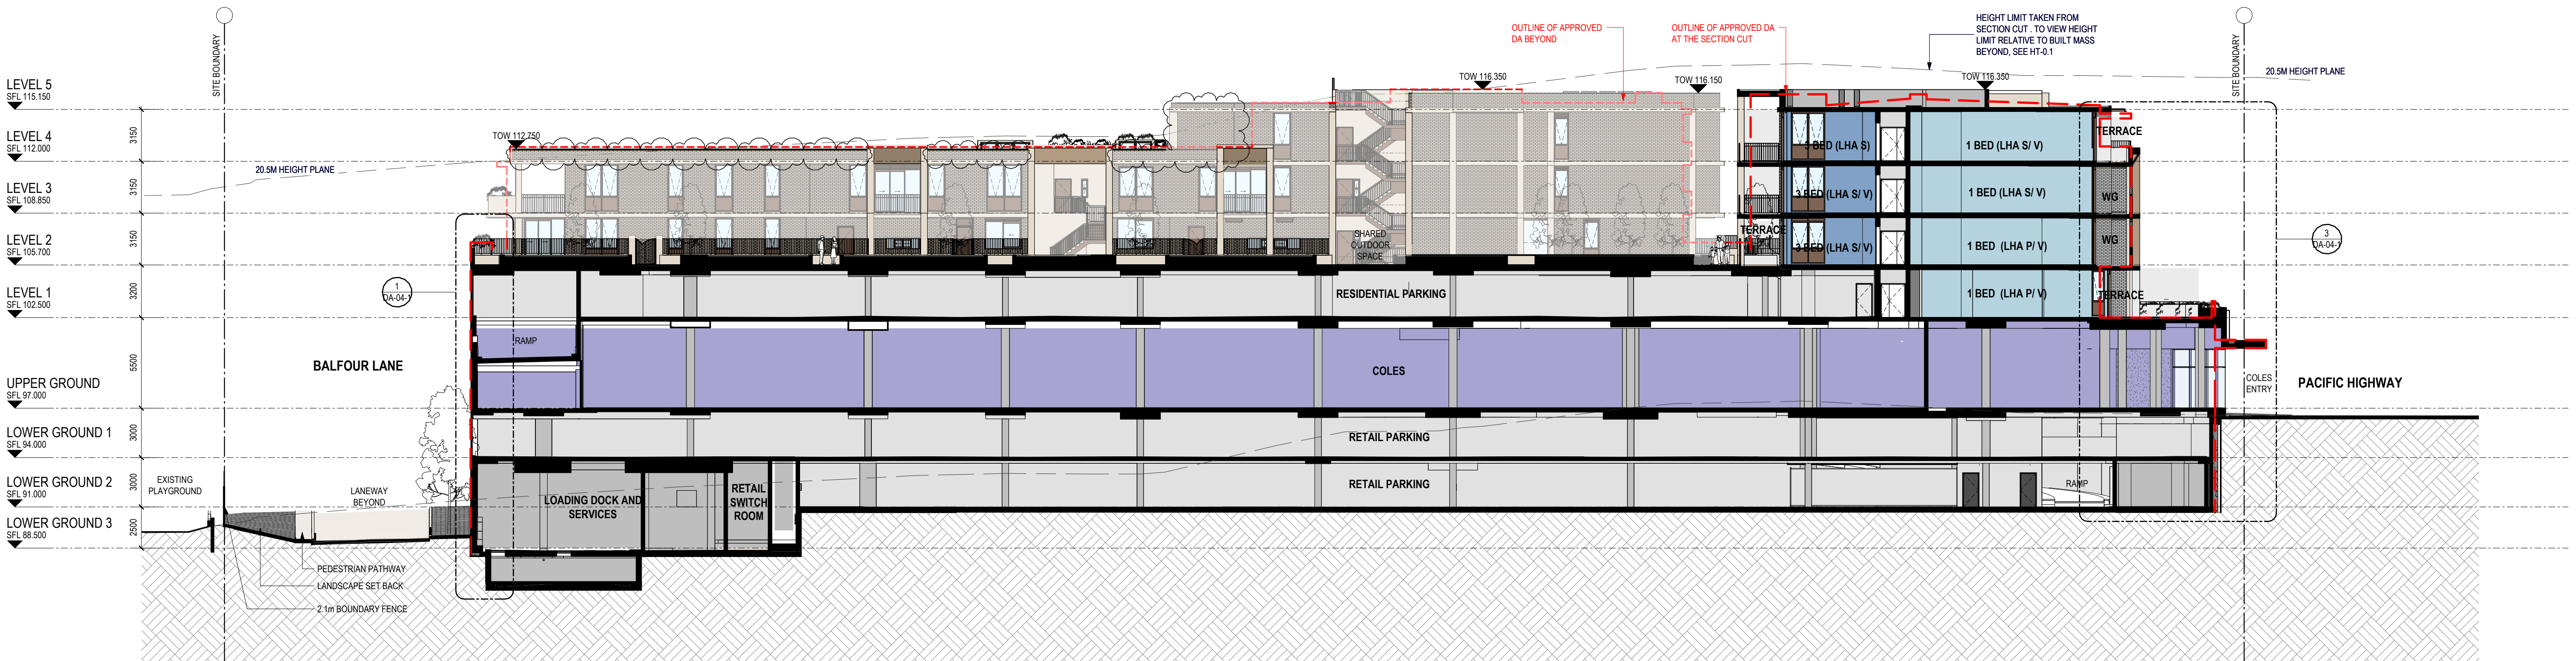 SITE BOUNDARY
OUTLINE OF APPROVED
DA BEYOND
OUTLINE OF APPROVED DA
AT THE SECTION CUT
HEIGHT LIMIT TAKEN FROM
SECTION CUT . TO VIEW HEIGHT
LIMIT RELATIVE TO BUILT MASS
BEYOND, SEE HT-0.1
SITE BOUNDARY
20.5M HEIGHT PLANE
TOW 116.350
TOW 116.150
TOW 116.350
LEVEL 5
SFL 115.150
3150
LEVEL 4
SFL 112.000
TOW 112.750
20.5M HEIGHT PLANE
TERRACE
3 BED (LHA S)
1 BED (LHA S/ V)
3150
LEVEL 3
SFL 108.850
3 BED (LHA S/ V)
1 BED (LHA S/ V)
WG
3150
LEVEL 2
SFL 105.700
SHARED
OUTDOOR
SPACE
TERRACE
3 BED (LHA S/ V)
1 BED (LHA P/ V)
WG
3
DA-04-1
3200
LEVEL 1
SFL 102.500
1
DA-04-1
RESIDENTIAL PARKING
1 BED (LHA P/ V)
TERRACE
5500
RAMP
BALFOUR LANE
COLES
COLES
ENTRY
PACIFIC HIGHWAY
UPPER GROUND
SFL 97.000
3000
LOWER GROUND 1
SFL 94.000
RETAIL PARKING
3000
LOWER GROUND 2
SFL 91.000
EXISTING
PLAYGROUND
LANEWAY
BEYOND
LOADING DOCK AND
SERVICES
RETAIL
SWITCH
ROOM
RETAIL PARKING
RAMP
2500
LOWER GROUND 3
SFL 88.500
PEDESTRIAN PATHWAY
LANDSCAPE SET BACK
2.1m BOUNDARY FENCE